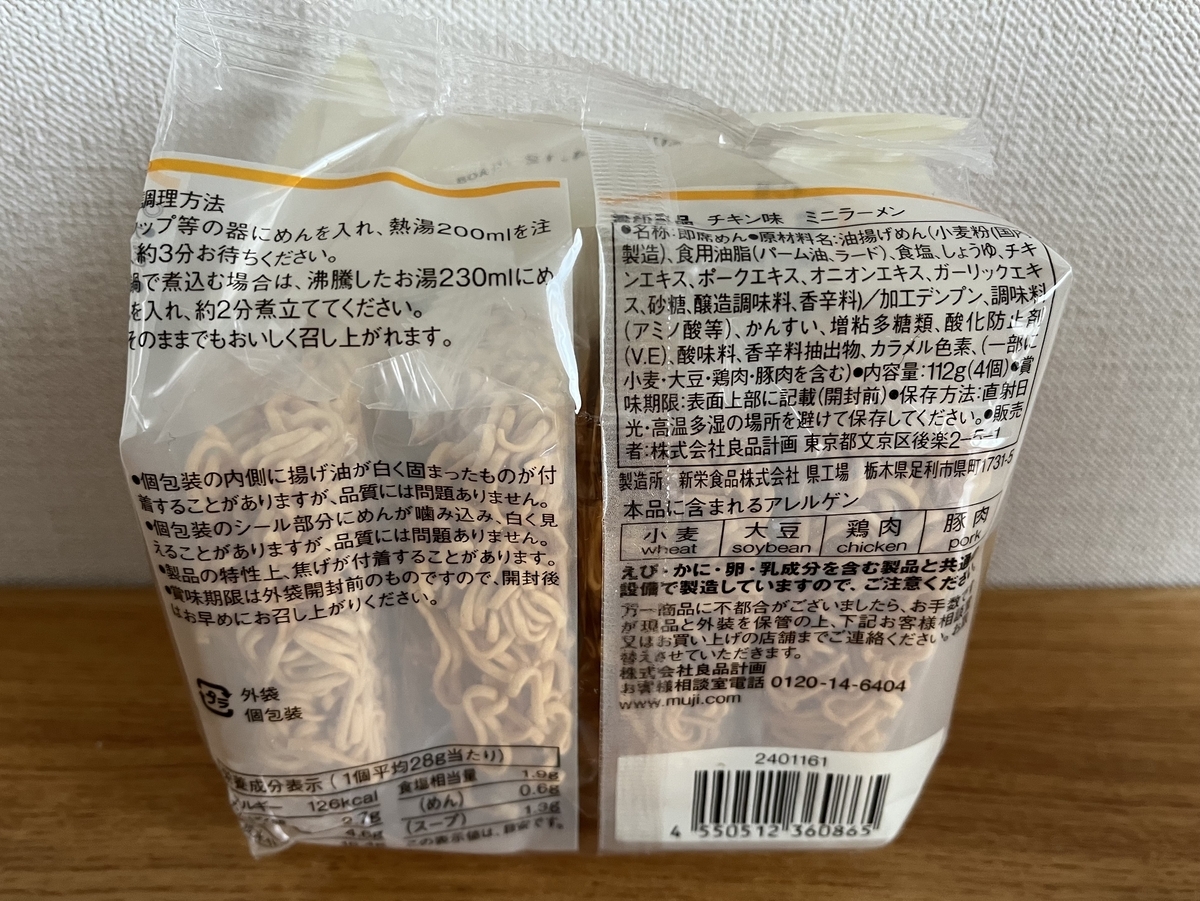 調理方法
ップ等の器にめんを入れ、熱湯200mlを注
約3分お待ちください。
鍋で煮込む場合は、沸騰したお湯230mlにめ
を入れ、約2分煮立ててください。
そのままでもおいしく召し上がれます。
●個包装の内側に揚げ油が白く固まったものが付
着することがありますが、品質には問題ありません。
●個包装のシール部分にめんが噛み込み、白く見
えることがありますが、品質には問題ありません。
●製品の特性上、焦げが付着することがあります。
●賞味期限は外袋開封前のものですので、開封後
はお早めにお召し上がりください。
プラ
外袋
個包装
養成分表示(1個平均28g当たり)
ルギー 126kcal
2.7g
4.6g
食塩相当量 1.9g
(めん) 0.6g
(スープ) 1.3g
この表示値は、目安です。
チキン味 ミニラーメン
●名称:即席めん●原材料名:油揚げめん(小麦粉(国内
製造)、食用油脂(パーム油、ラード)、食塩、しょうゆ、チキ
ンエキス、ポークエキス、オニオンエキス、ガーリックエキ
ス、砂糖、醸造調味料、香辛料)/加工デンプン、調味料
(アミノ酸等)、かんすい、増粘多糖類、酸化防止剤
(V.E)、酸味料、香辛料抽出物、カラメル色素、(一部に
小麦・大豆・鶏肉・豚肉を含む)●内容量:112g(4個)●賞
味期限:表面上部に記載(開封前)●保存方法:直射日
光・高温多湿の場所を避けて保存してください。●販売
者:株式会社良品計画 東京都文京区後楽2-5-1
製造所 新栄食品株式会社 県工場 栃木県足利市県町1731-5
本品に含まれるアレルゲン
小麦 大豆 鶏肉 豚肉
wheat soybean chicken pork
えび・かに・卵・乳成分を含む製品と共通
設備で製造していますので、ご注意くださ
万一商品に不都合がございましたら、お手数
が現品と外装を保管の上、下記お客様相談室
又はお買い上げの店舗までご連絡ください。お取
替えさせていただきます。
株式会社良品計画
お客様相談室電話 0120-14-6404
www.muji.com
2401161
4 550512 360865